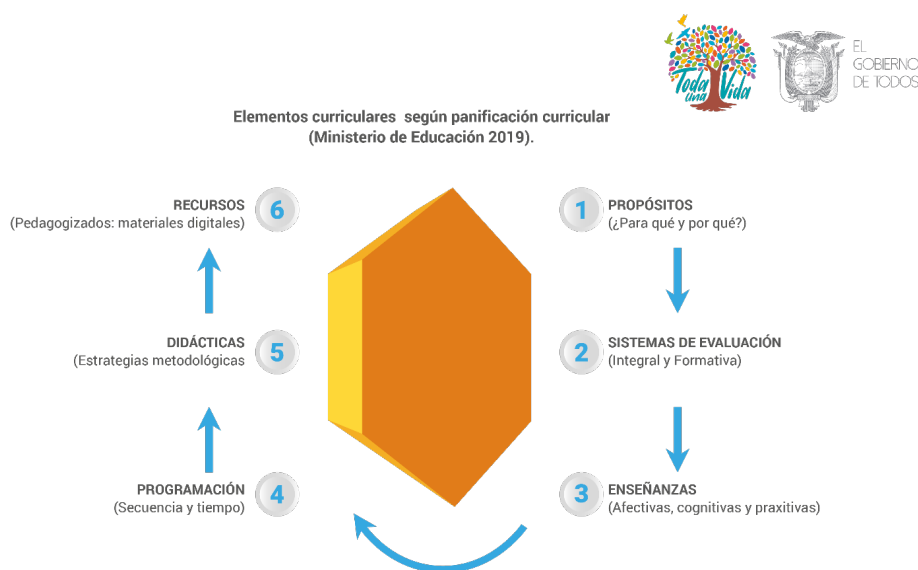 Toda
una Vida
EL
GOBIERNO
DE TODOS
Elementos curriculares según panificación curricular
(Ministerio de Educación 2019).
RECURSOS
(Pedagogizados: materiales digitales)
6
1
PROPÓSITOS
(¿Para qué y por qué?)
DIDÁCTICAS
(Estrategias metodológicas
5
2
SISTEMAS DE EVALUACIÓN
(Integral y Formativa)
PROGRAMACIÓN
(Secuencia y tiempo)
4
3
ENSEÑANZAS
(Afectivas, cognitivas y praxitivas)